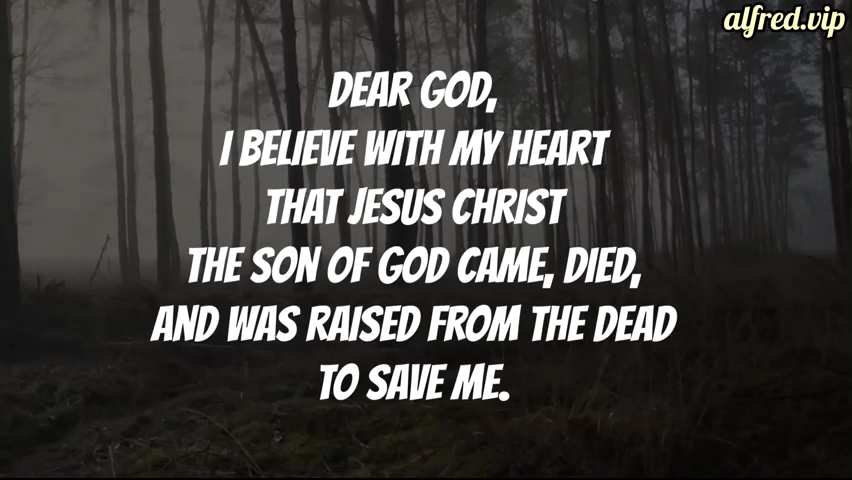 alfred.vip
DEAR GOD,
I BELIEVE WITH MY HEART
THAT JESUS CHRIST
THE SON OF GOD CAME, DIED,
AND WAS RAISED FROM THE DEAD
TO SAVE ME.